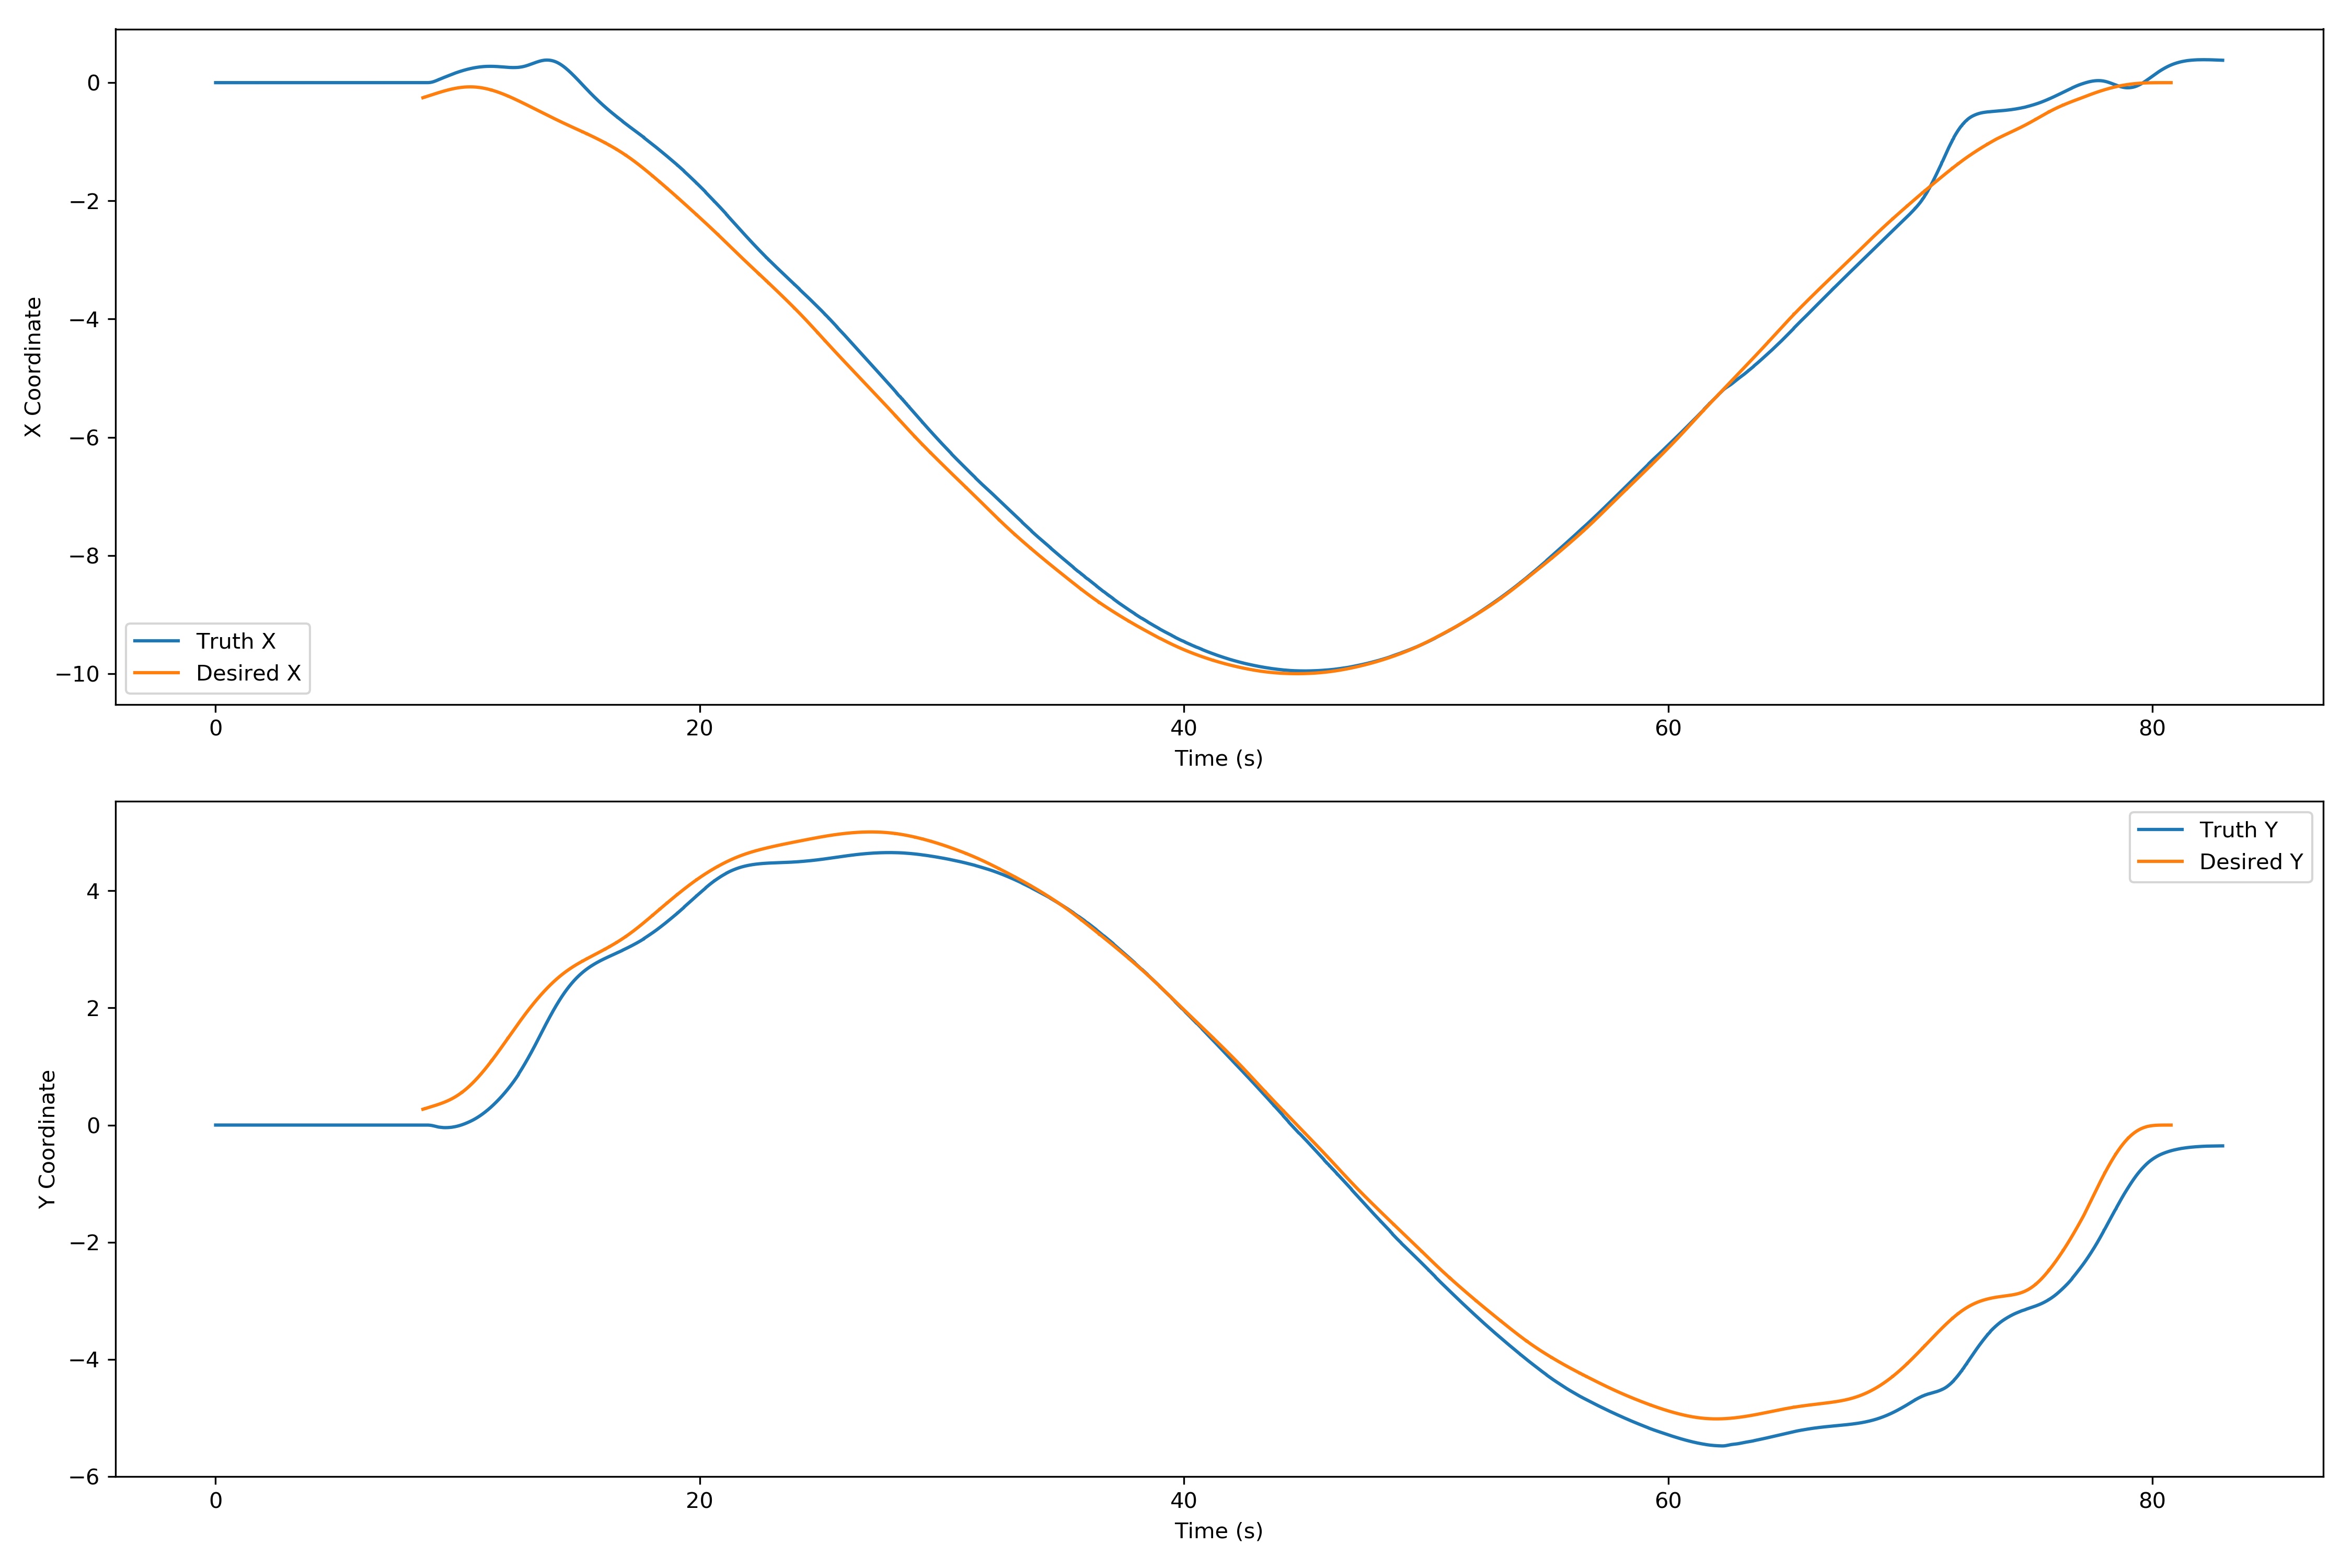 0
−2
−4
−6
−8
−10
X Coordinate
Truth X
Desired X
0 20 40 60 80
Time (s)
4
2
0
−2
−4
−6
Y Coordinate
Truth Y
Desired Y
0 20 40 60 80
Time (s)